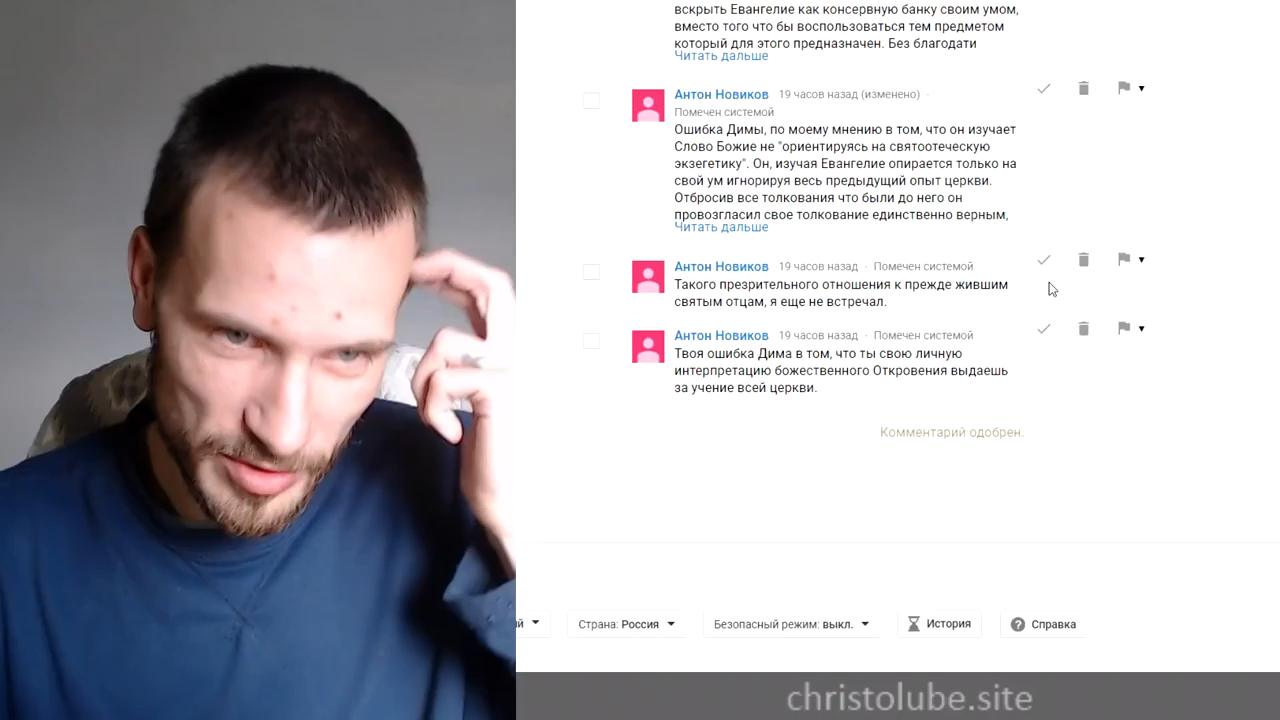 вскрыть Евангелие как консервную банку своим умом,
вместо того что бы воспользоваться тем предметом
который для этого предназначен. Без благодати
Читать дальше
Антон Новиков 19 часов назад (изменено) ·
Помечен системой
Ошибка Димы, по моему мнению в том, что он изучает
Слово Божие не "ориентируясь на святоотеческую
экзегетику". Он, изучая Евангелие опирается только на
свой ум игнорируя весь предыдущий опыт церкви.
Отбросив все толкования что были до него он
провозгласил свое толкование единственно верным,
Читать дальше
Антон Новиков 19 часов назад · Помечен системой
Такого презрительного отношения к прежде жившим
святым отцам, я еще не встречал.
Антон Новиков 19 часов назад · Помечен системой
Твоя ошибка Дима в том, что ты свою личную
интерпретацию божественного Откровения выдаешь
за учение всей церкви.
Комментарий одобрен.
ий Страна: Россия Безопасный режим: выкл. История Справка
christolube.site